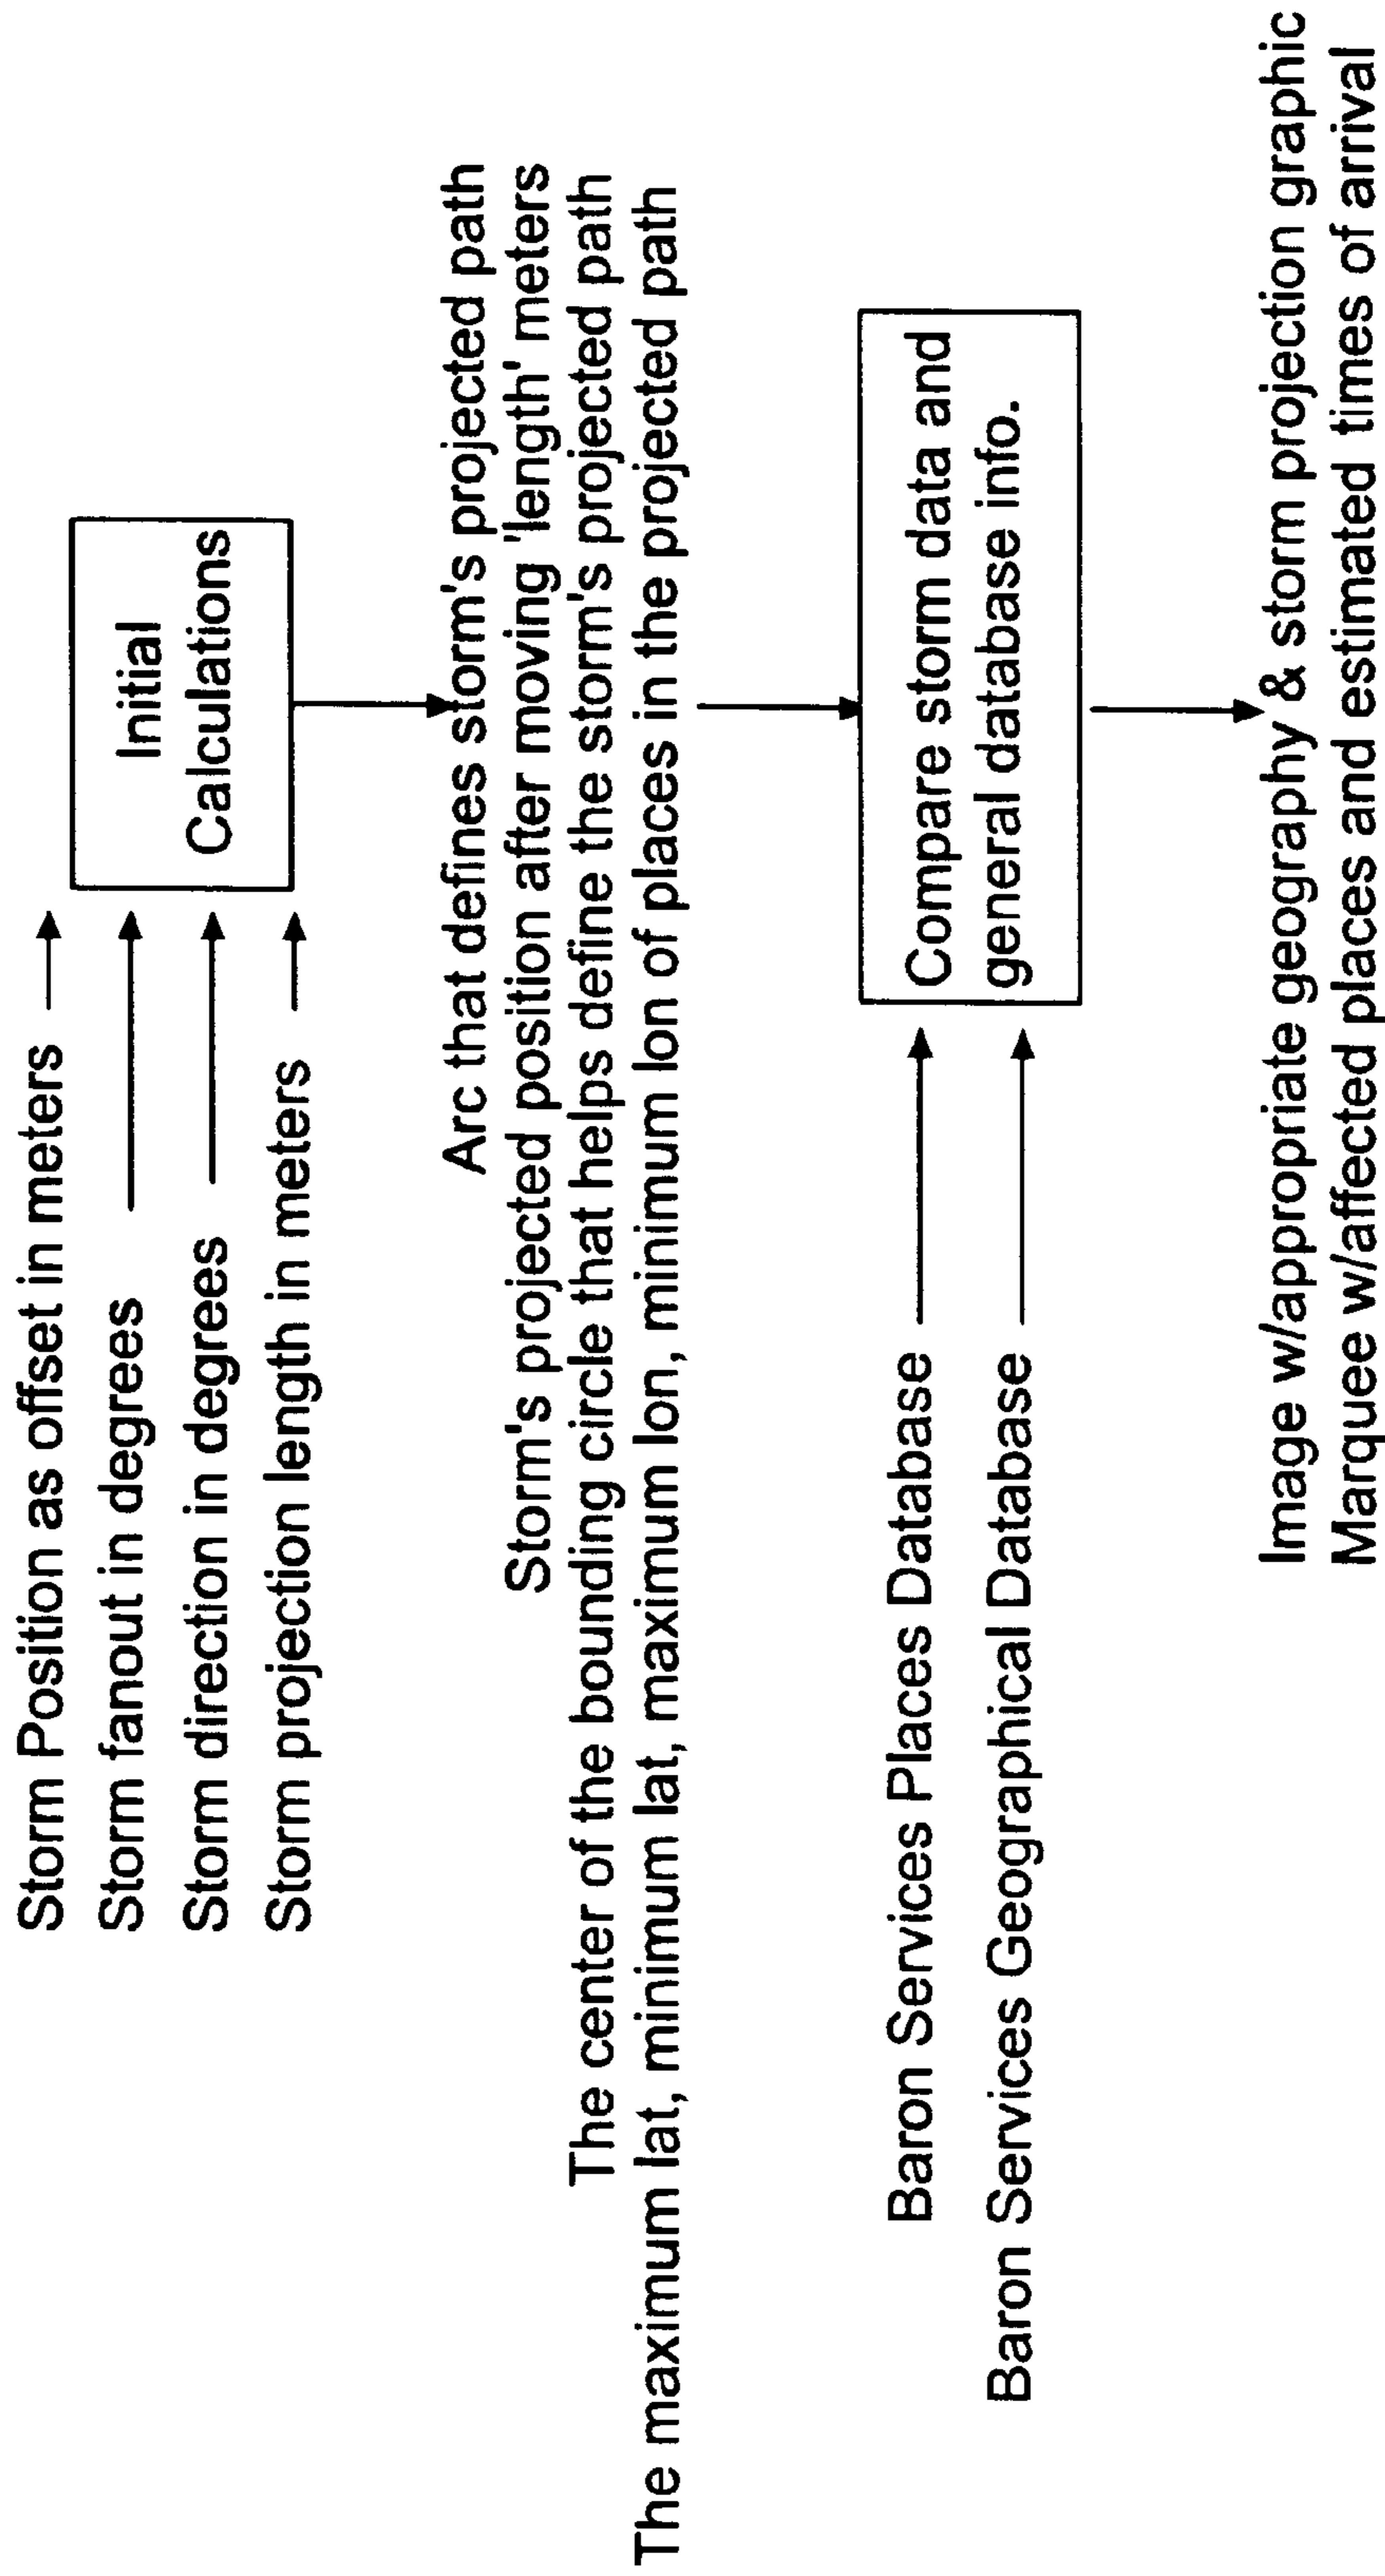 Storm Position as offset in meters
Storm fanout in degrees
Storm direction in degrees
Storm projection length in meters
Initial
Calculations
Arc that defines storm's projected path
Storm's projected position after moving 'length' meters
The center of the bounding circle that helps define the storm's projected path
The maximum lat, minimum lat, maximum lon, minimum lon of places in the projected path
Baron Services Places Database
Baron Services Geographical Database
Compare storm data and
general database info.
Image w/appropriate geography & storm projection graphic
Marquee w/affected places and estimated times of arrival